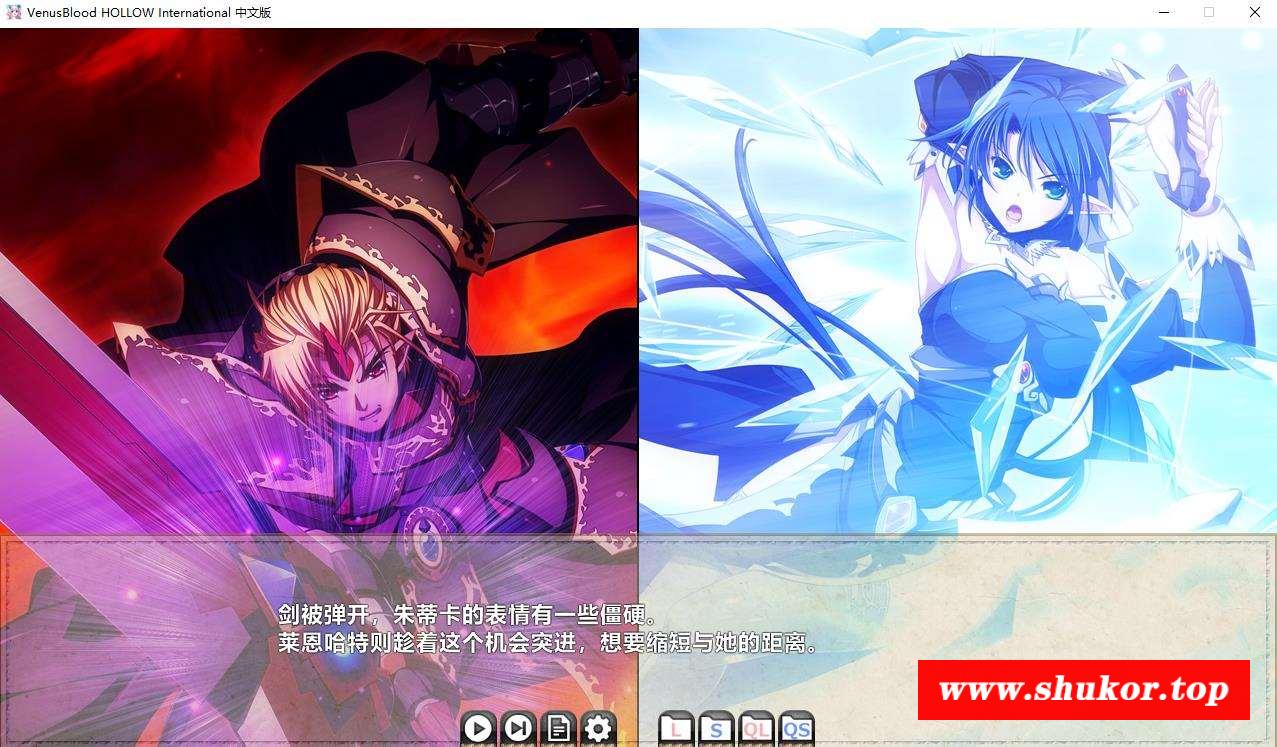 VenusBlood HOLLOW International 中文版
剑被弹开，朱蒂卡的表情有一些僵硬。
莱恩哈特则趁着这个机会突进，想要缩短与她的距离。
www.shukor.top
L S QL QS